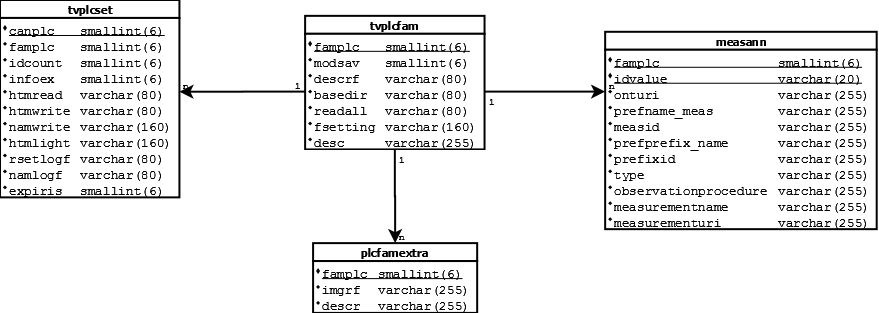 tvplcset
canplc smallint(6)
famplc smallint(6)
idcount smallint(6)
infoex smallint(6)
htmread varchar(80)
htmwrite varchar(80)
namwrite varchar(160)
htmlight varchar(160)
rsetlogf varchar(80)
namlogf varchar(80)
expiris smallint(6)
n
1
tvplcfam
famplc smallint(6)
modsav smallint(6)
descrf varchar(80)
basedir varchar(80)
readall varchar(80)
fsetting varchar(160)
desc varchar(255)
1
n
1
n
measann
famplc smallint(6)
idvalue varchar(20)
onturi varchar(255)
prefname_meas varchar(255)
measid varchar(255)
prefprefix_name varchar(255)
prefixid varchar(255)
type varchar(255)
observationprocedure varchar(255)
measurementname varchar(255)
measurementuri varchar(255)
plcfamextra
famplc smallint(6)
imgrf varchar(255)
descr varchar(255)